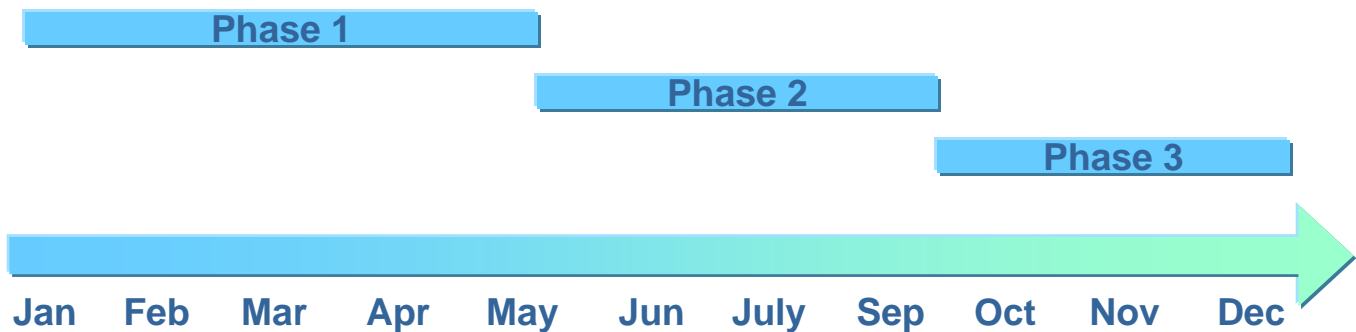 Phase 1
Phase 2
Phase 3
Jan Feb Mar Apr May Jun July Sep Oct Nov Dec